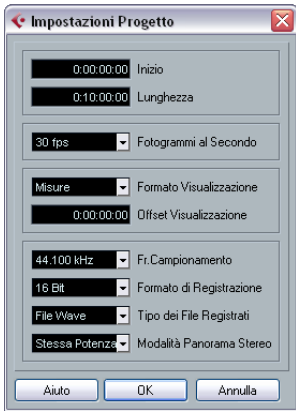 Impostazioni Progetto
0:00:00:00 Inizio
0:10:00:00 Lunghezza
30 fps Fotogrammi al Secondo
Misure Formato Visualizzazione
0:00:00:00 Offset Visualizzazione
44.100 kHz Fr.Campionamento
16 Bit Formato di Registrazione
File Wave Tipo dei File Registrati
Stessa Potenza Modalità Panorama Stereo
Aiuto OK Annulla